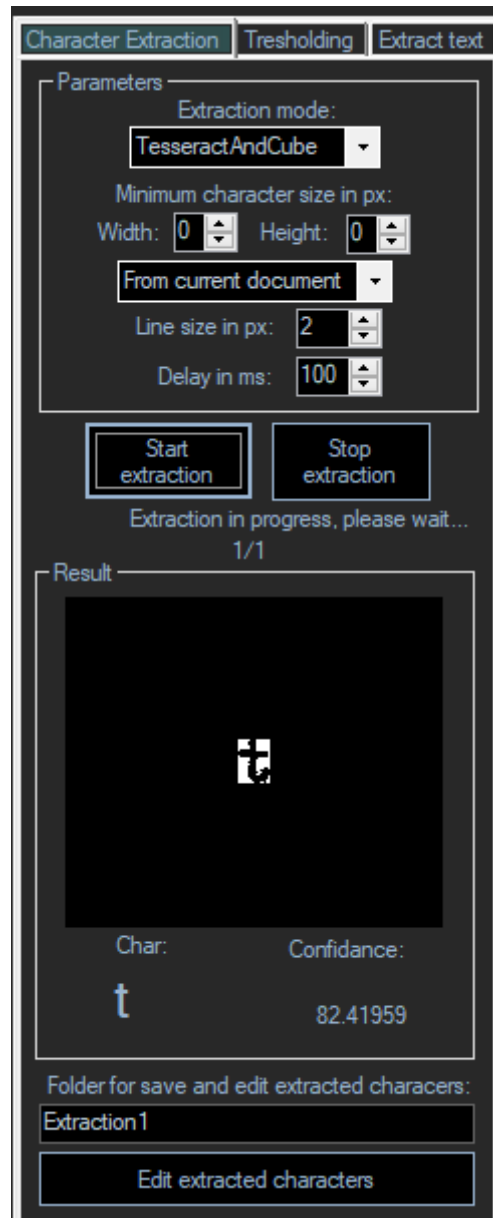 Character Extraction Tresholding Extract text
Parameters
Extraction mode:
TesseractAndCube
Minimum character size in px:
Width: 0 Height: 0
From current document
Line size in px: 2
Delay in ms: 100
Start extraction Stop extraction
Extraction in progress, please wait...
1/1
Result
t
Char: Confidance:
t 82.41959
Folder for save and edit extracted characers:
Extraction1
Edit extracted characters